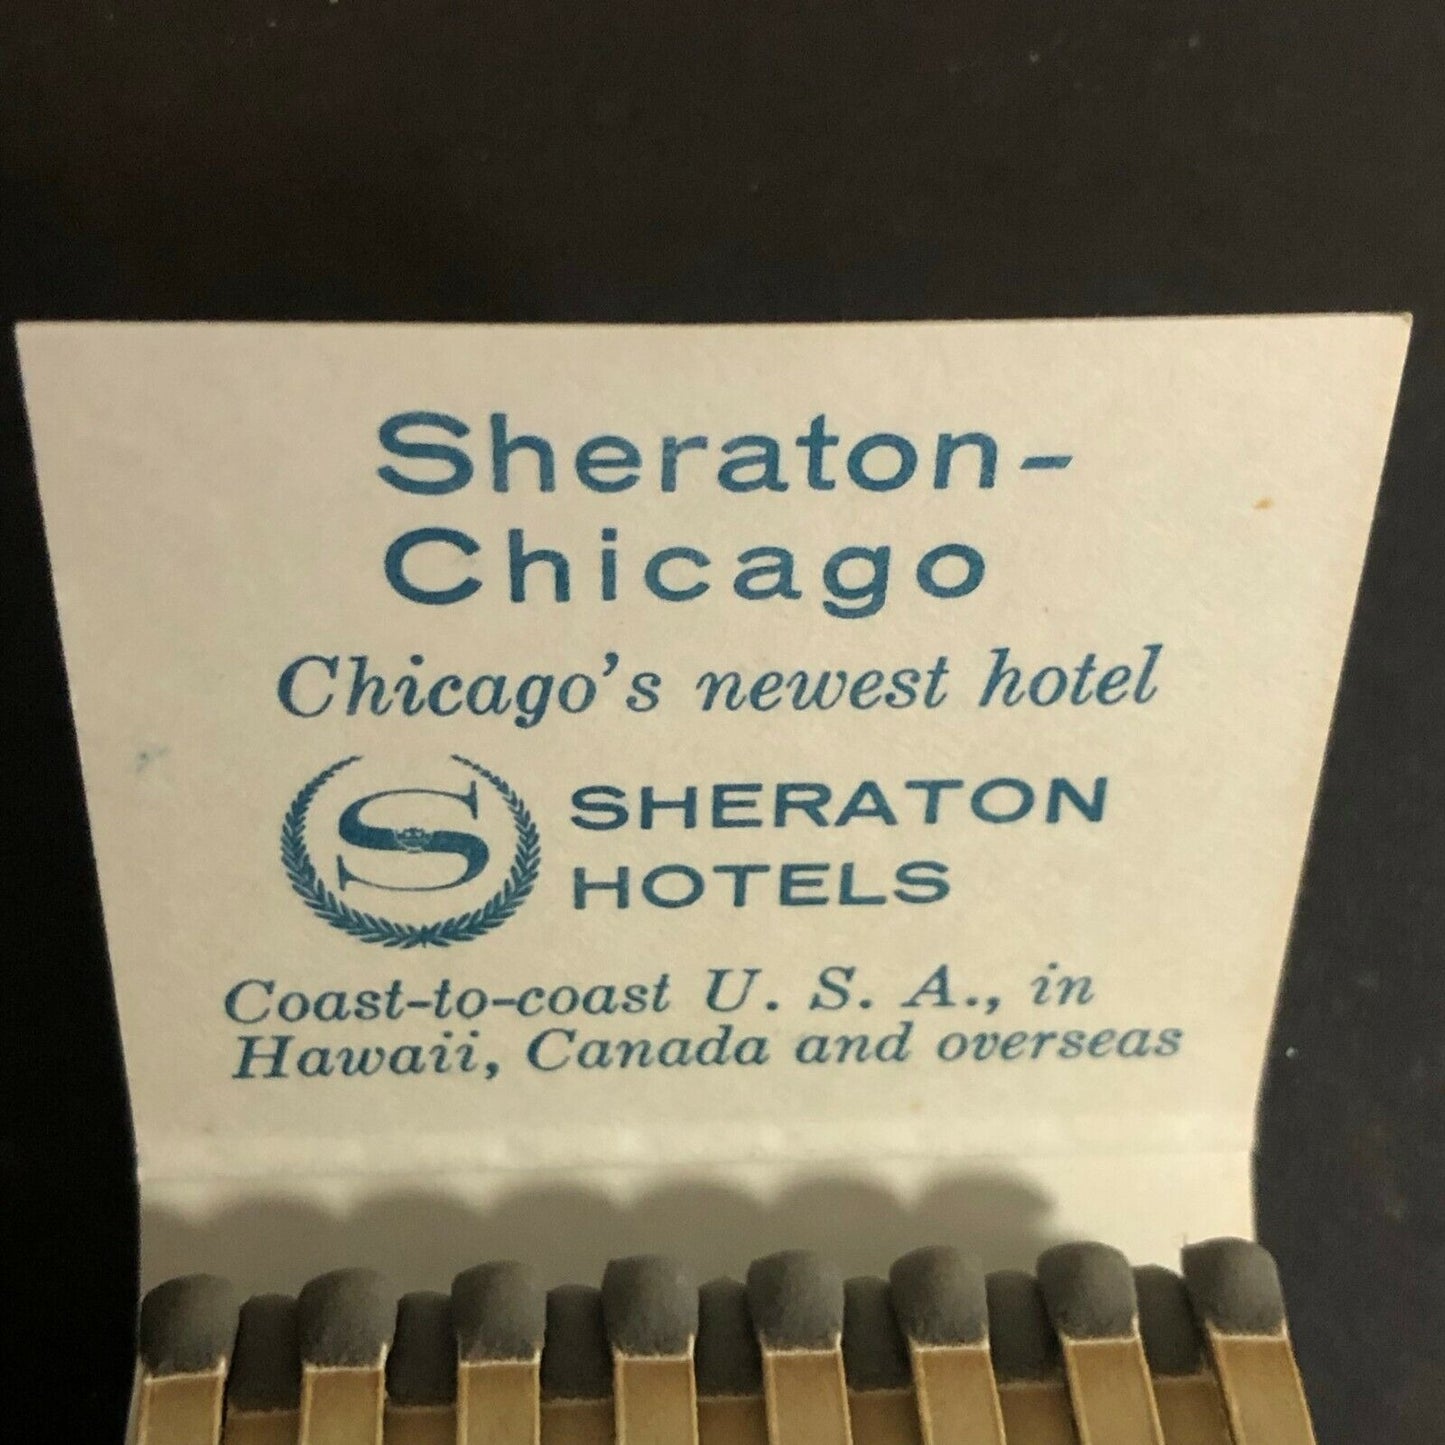 Sheraton-
Chicago
Chicago's newest hotel
S
SHERATON
HOTELS
Coast-to-coast U. S. A., in
Hawaii, Canada and overseas